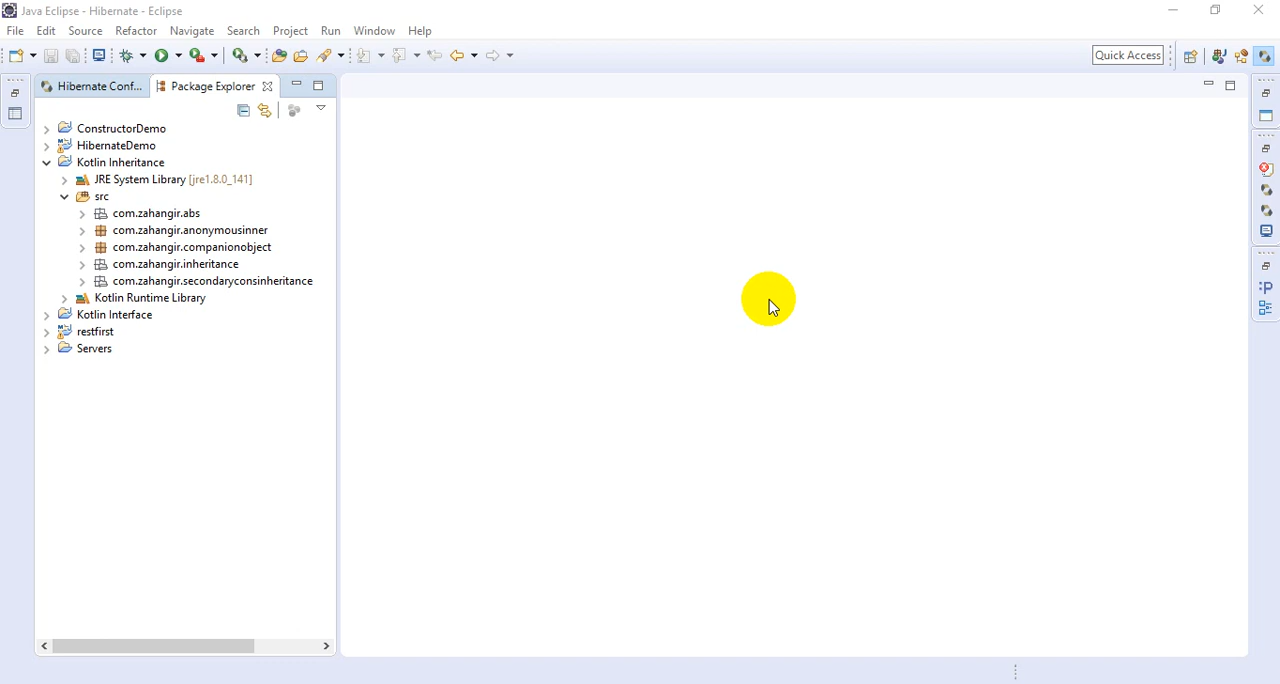 Java Eclipse - Hibernate - Eclipse
File Edit Source Refactor Navigate Search Project Run Window Help
Quick Access
Hibernate Conf... Package Explorer
ConstructorDemo
HibernateDemo
Kotlin Inheritance
JRE System Library [jre1.8.0_141]
src
com.zahangir.abs
com.zahangir.anonymousinner
com.zahangir.companionobject
com.zahangir.inheritance
com.zahangir.secondaryconsinheritance
Kotlin Runtime Library
Kotlin Interface
restfirst
Servers